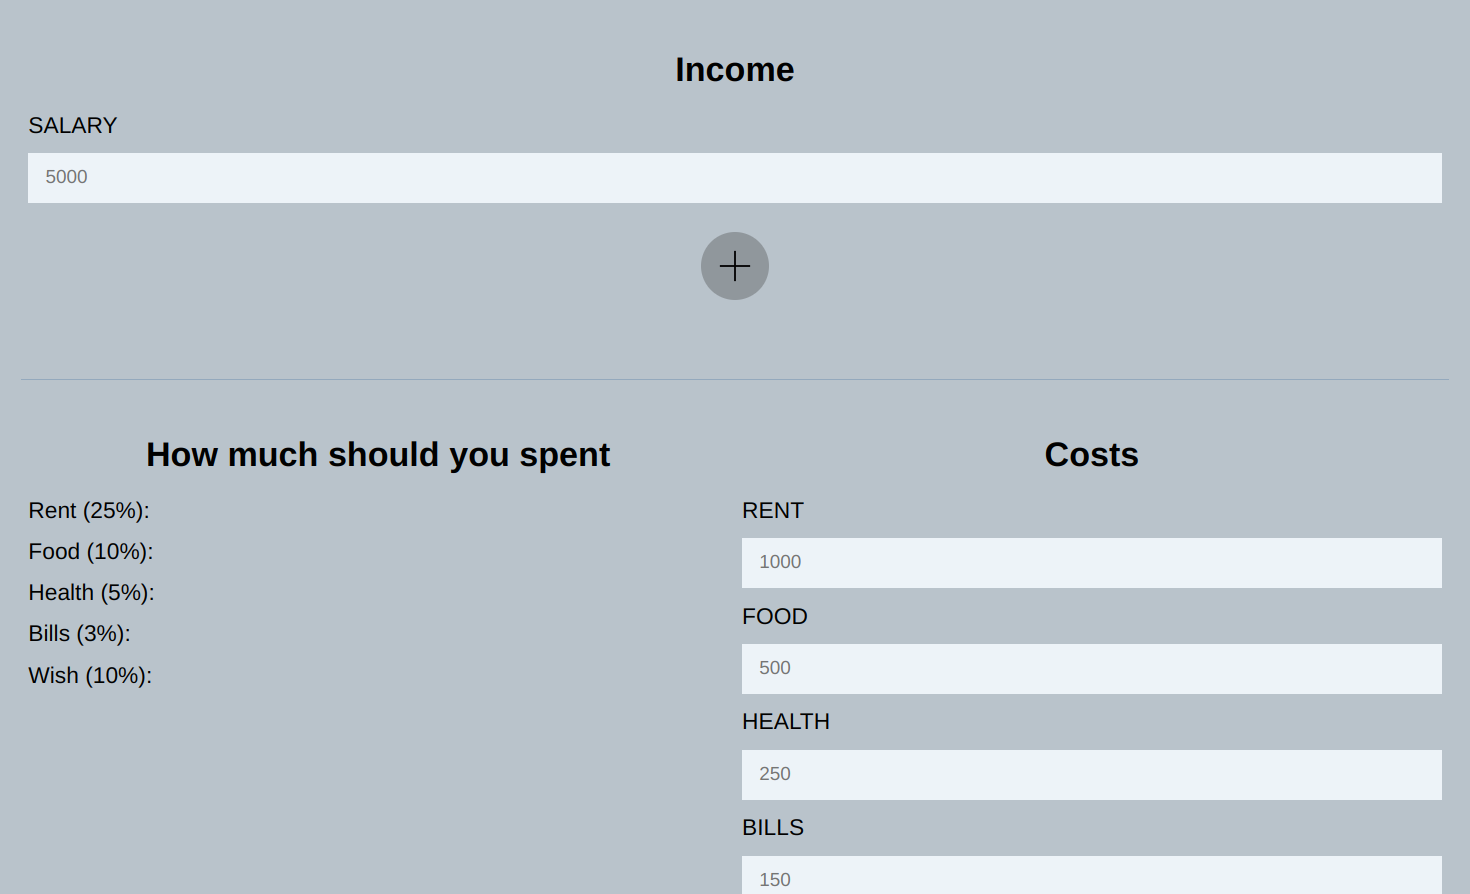 Income
SALARY
5000
How much should you spent
Rent (25%):
Food (10%):
Health (5%):
Bills (3%):
Wish (10%):
Costs
RENT
1000
FOOD
500
HEALTH
250
BILLS
150